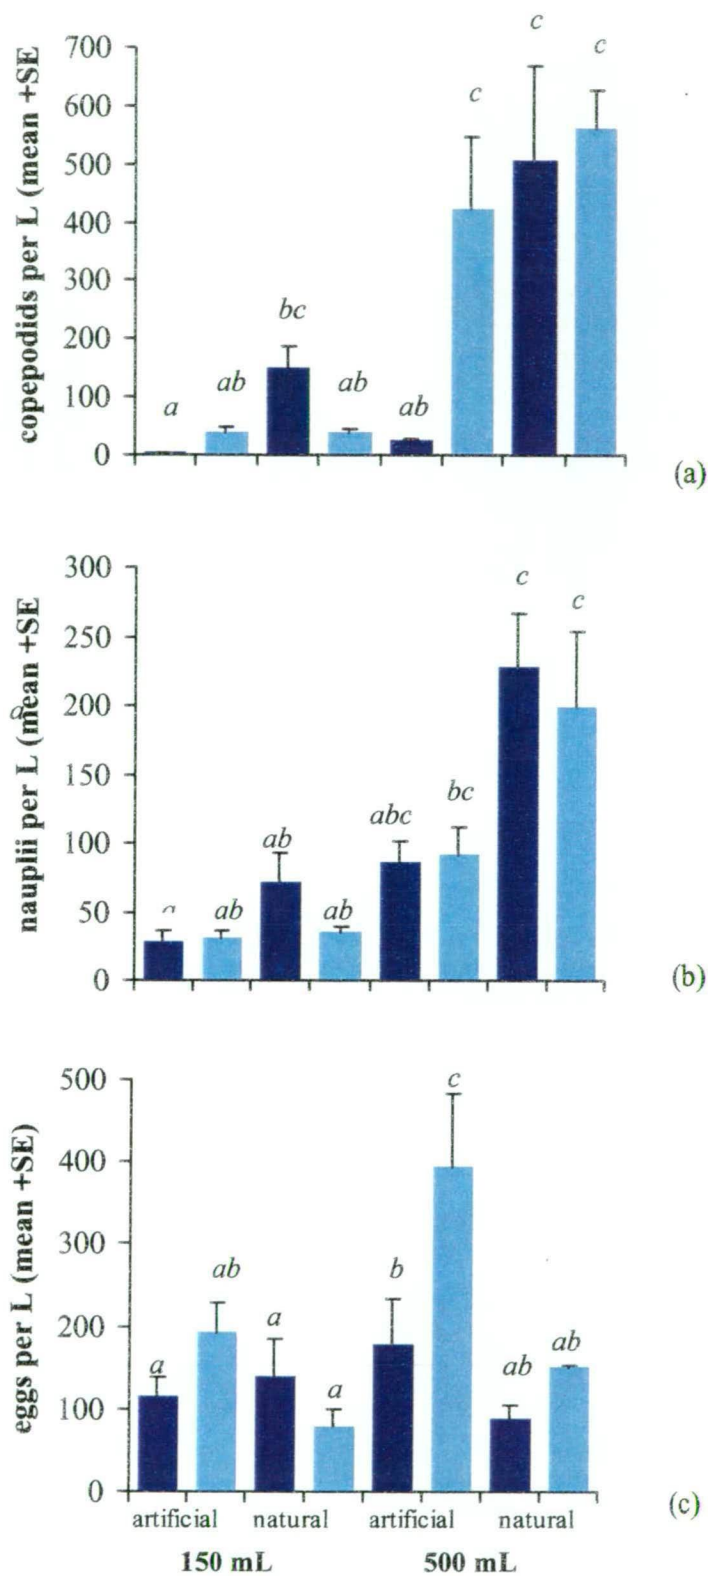 copepodids per L (mean +SE
700
600
500
400
300
200
100
0
a
ab
bc
ab
ab
c
c
c
(a)
nauplii per L (mean +SE
300
250
200
150
100
50
0
ab
ab
ab
abc
bc
c
c
(b)
eggs per L (mean +SE)
500
400
300
200
100
0
a
ab
a
a
b
c
ab
ab
(c)
artificial natural artificial natural
150 mL 500 mL